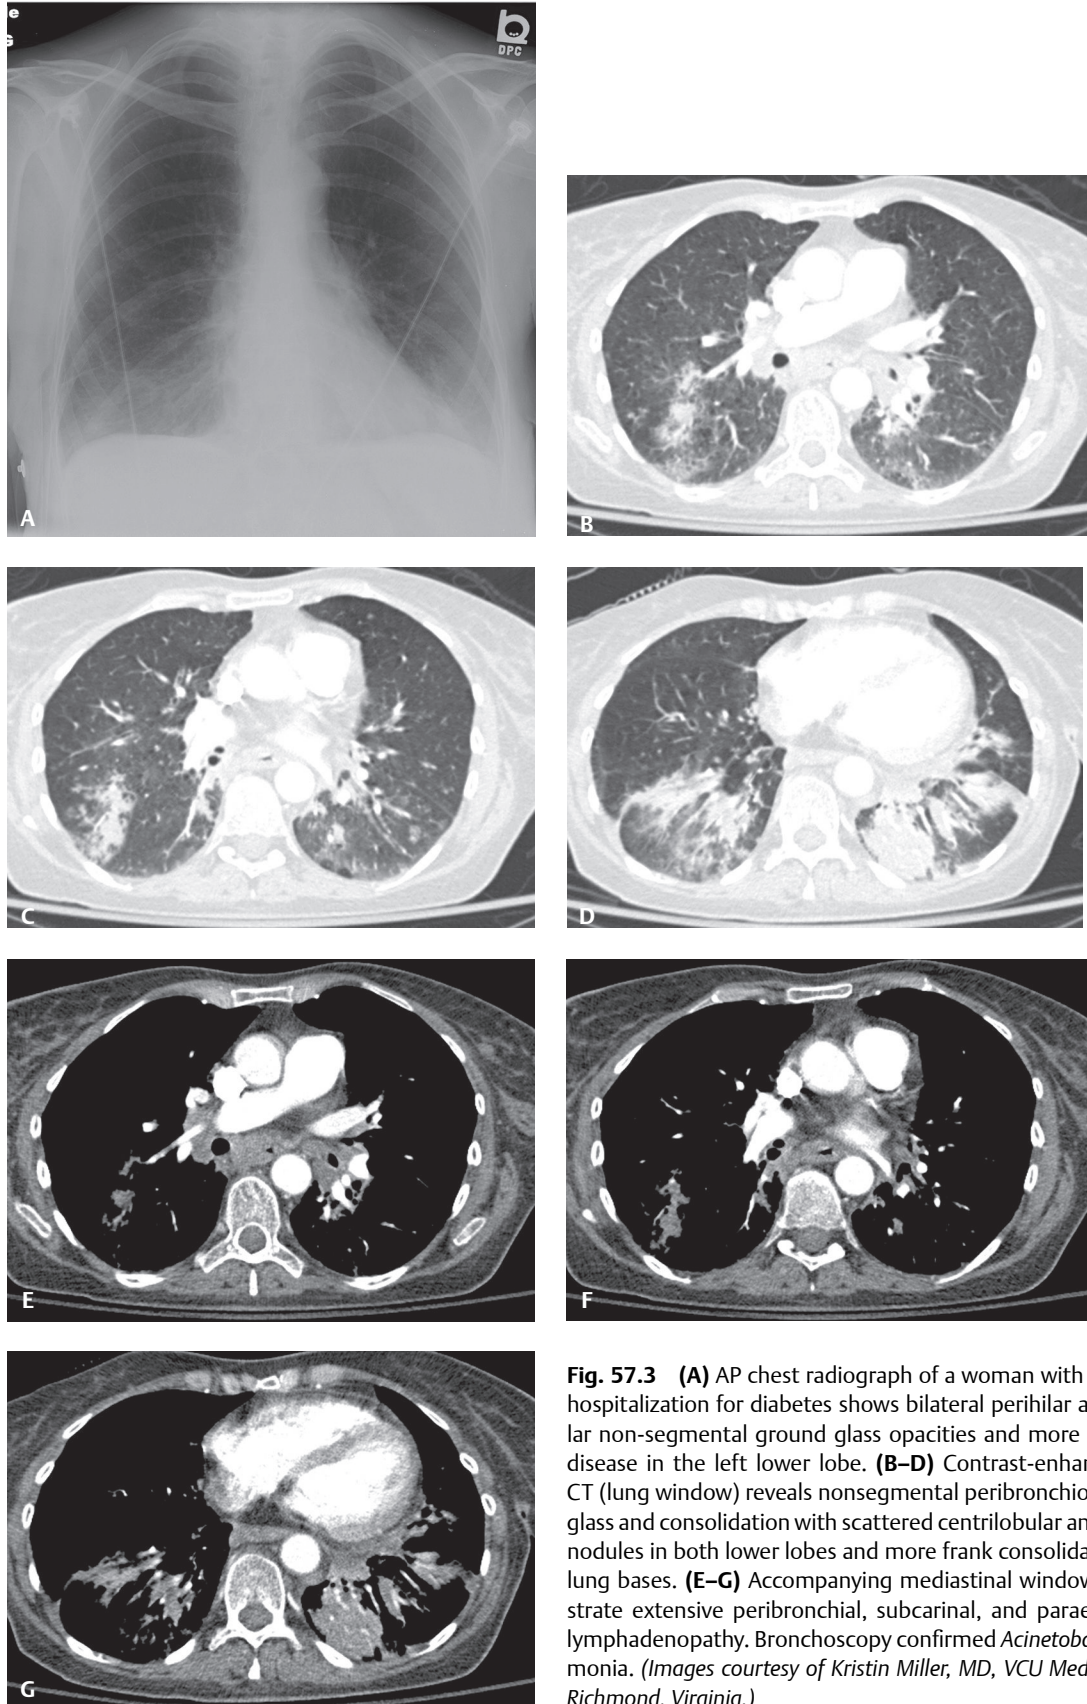 e
G
DPC
A
B
C
D
E
F
G
Fig. 57.3 (A) AP chest radiograph of a woman with
hospitalization for diabetes shows bilateral perihilar a
lar non-segmental ground glass opacities and more
disease in the left lower lobe. (B–D) Contrast-enhan
CT (lung window) reveals nonsegmental peribronchio
glass and consolidation with scattered centrilobular an
nodules in both lower lobes and more frank consolida
lung bases. (E–G) Accompanying mediastinal window
strate extensive peribronchial, subcarinal, and parae
lymphadenopathy. Bronchoscopy confirmed Acinetoba
monia. (Images courtesy of Kristin Miller, MD, VCU Med
Richmond, Virginia.)